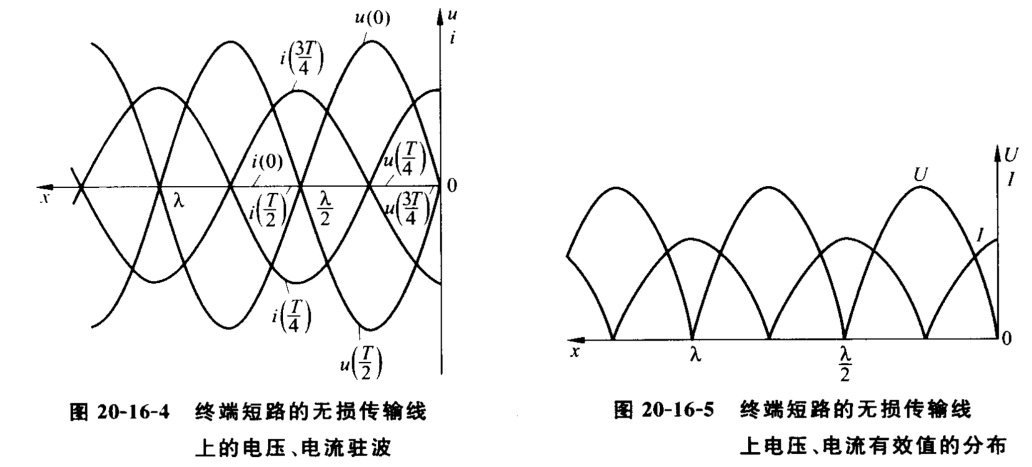 u
i
u(0)
i(3T/4)
i(0)
u(T/4)
x
λ
i(T/2)
λ/2
u(3T/4)
0
i(T/4)
u(T/2)
图 20-16-4 终端短路的无损传输线
上的电压、电流驻波
U
I
U
I
x
λ
λ/2
0
图 20-16-5 终端短路的无损传输线
上电压、电流有效值的分布